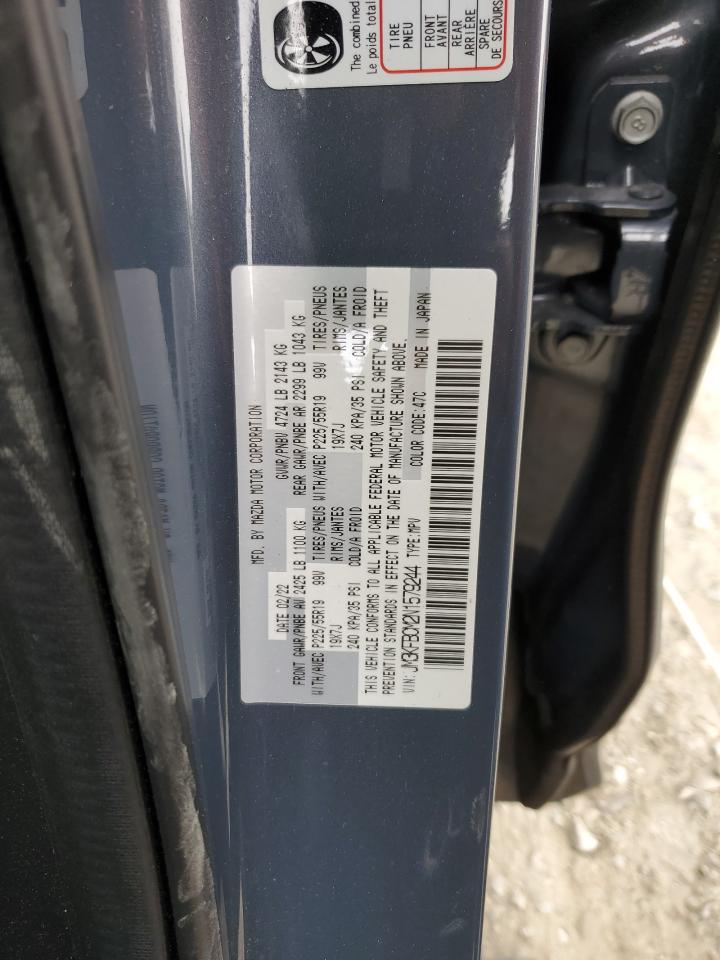 The combined
Le poids total
TIRE
PNEU
FRONT
AVANT
REAR
ARRIÈRE
SPARE
DE SECOURS
MFD. BY MAZDA MOTOR CORPORATION
DATE 02/22 GVWR/PNBV 4724 LB 2143 KG
FRONT GAWR/PNBE AV 2425 LB 1100 KG REAR GAWR/PNBE AR 2299 LB 1043 KG
WITH/AVEC P225/55R19 99V TIRES/PNEUS WITH/AVEC P225/55R19 99V TIRES/PNEUS
19X7J RIMS/JANTES 19X7J RIMS/JANTES
240 KPA/35 PSI COLD/A FROID 240 KPA/35 PSI COLD/A FROID
THIS VEHICLE CONFORMS TO ALL APPLICABLE FEDERAL MOTOR VEHICLE SAFETY AND THEFT
PREVENTION STANDARDS IN EFFECT ON THE DATE OF MANUFACTURE SHOWN ABOVE.
COLOR CODE:47C MADE IN JAPAN
VIN: JM3KFBCM2N1579244 TYPE:MPV